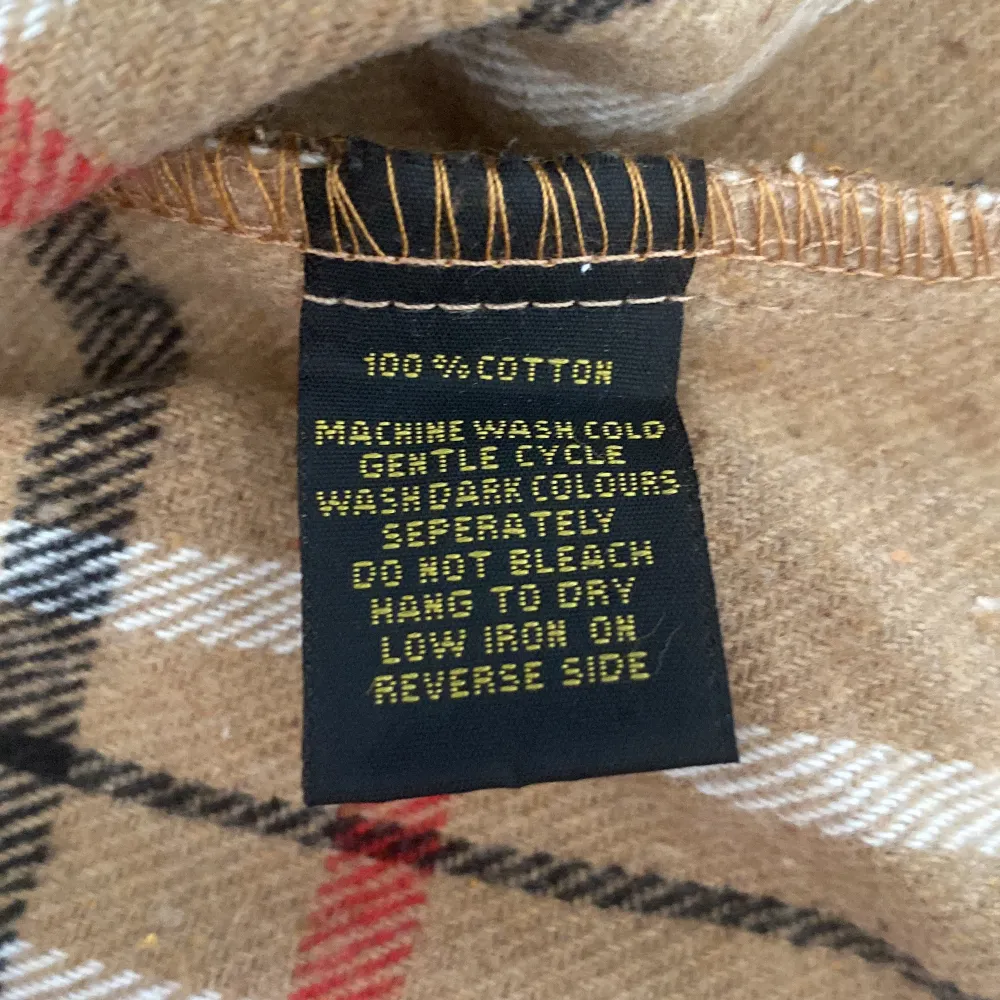 100 % COTTON
MACHINE WASH COLD
GENTLE CYCLE
WASH DARK COLOURS
SEPERATELY
DO NOT BLEACH
HANG TO DRY
LOW IRON ON
REVERSE SIDE